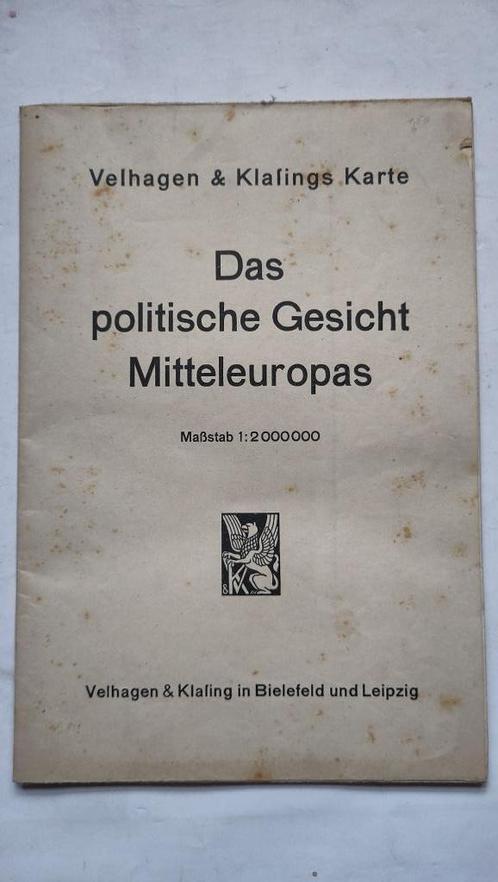 Velhagen & Klaſings Karte
Das
politische Gesicht
Mitteleuropas
Maßstab 1:2000000
Velhagen & Klaſing in Bielefeld und Leipzig